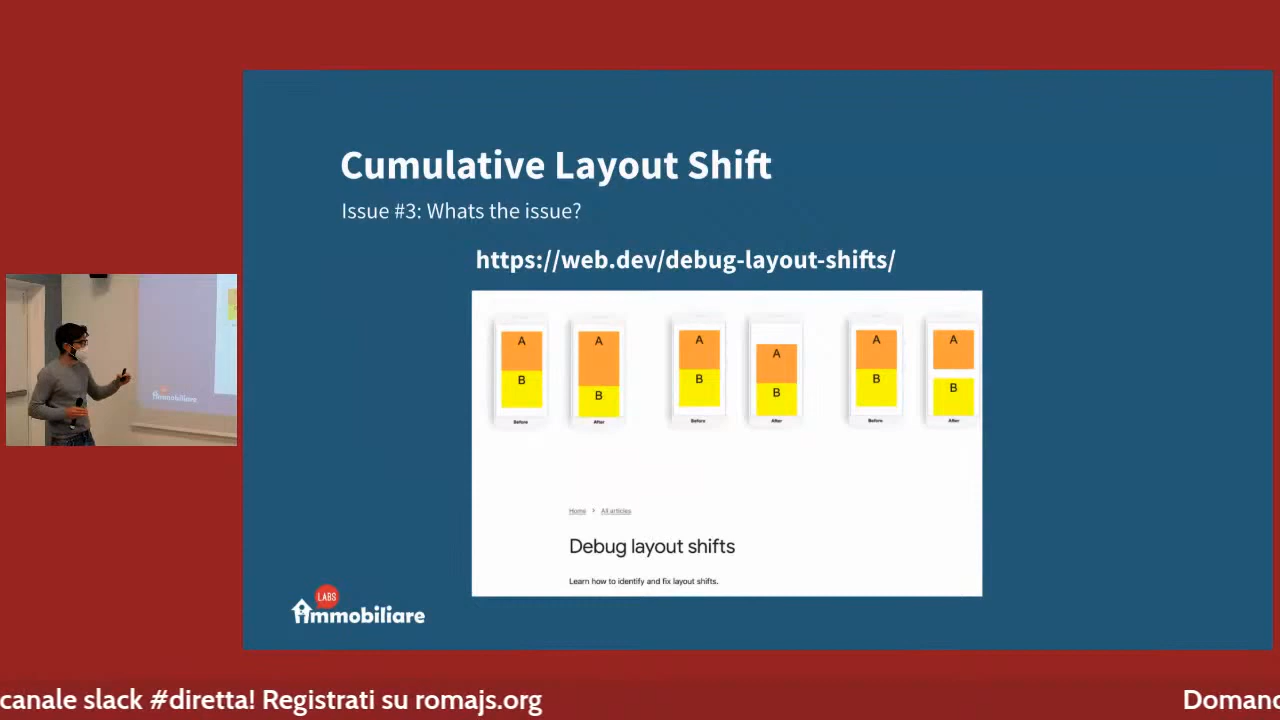 Cumulative Layout Shift
Issue #3: Whats the issue?
https://web.dev/debug-layout-shifts/
A A A A A A
B B B B B B
Before After Before After Before After
Home > All articles
Debug layout shifts
Learn how to identify and fix layout shifts.
LABS
immobiliare
immobiliare
canale slack #diretta! Registrati su romajs.org
Domand